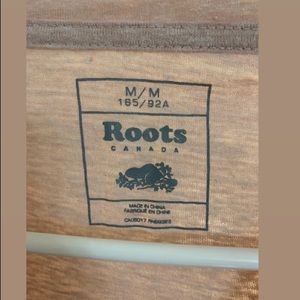 M/M
165/92A
Roots
CANADA
MADE IN CHINA
FABRIQUÉ EN CHINE